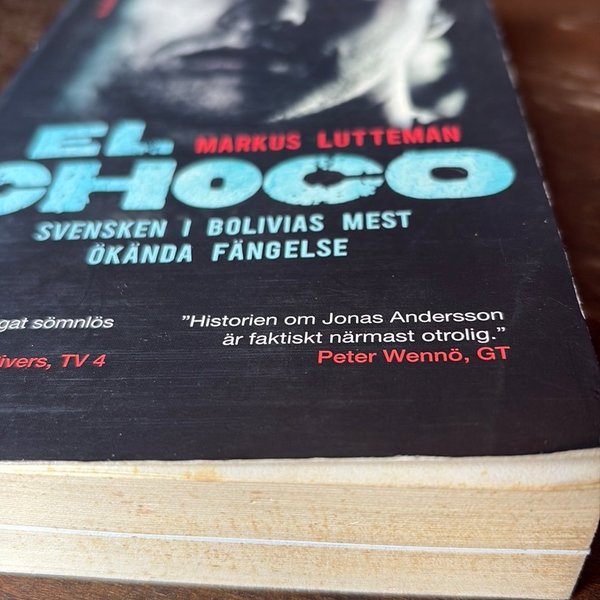 EL MARKUS LUTTEMAN
CHOCO
SVENSKEN I BOLIVIAS MEST
ÖKÄNDA FÄNGELSE
gat sömnlös
ivers, TV 4
”Historien om Jonas Andersson
är faktiskt närmast otrolig.”
Peter Wennö, GT